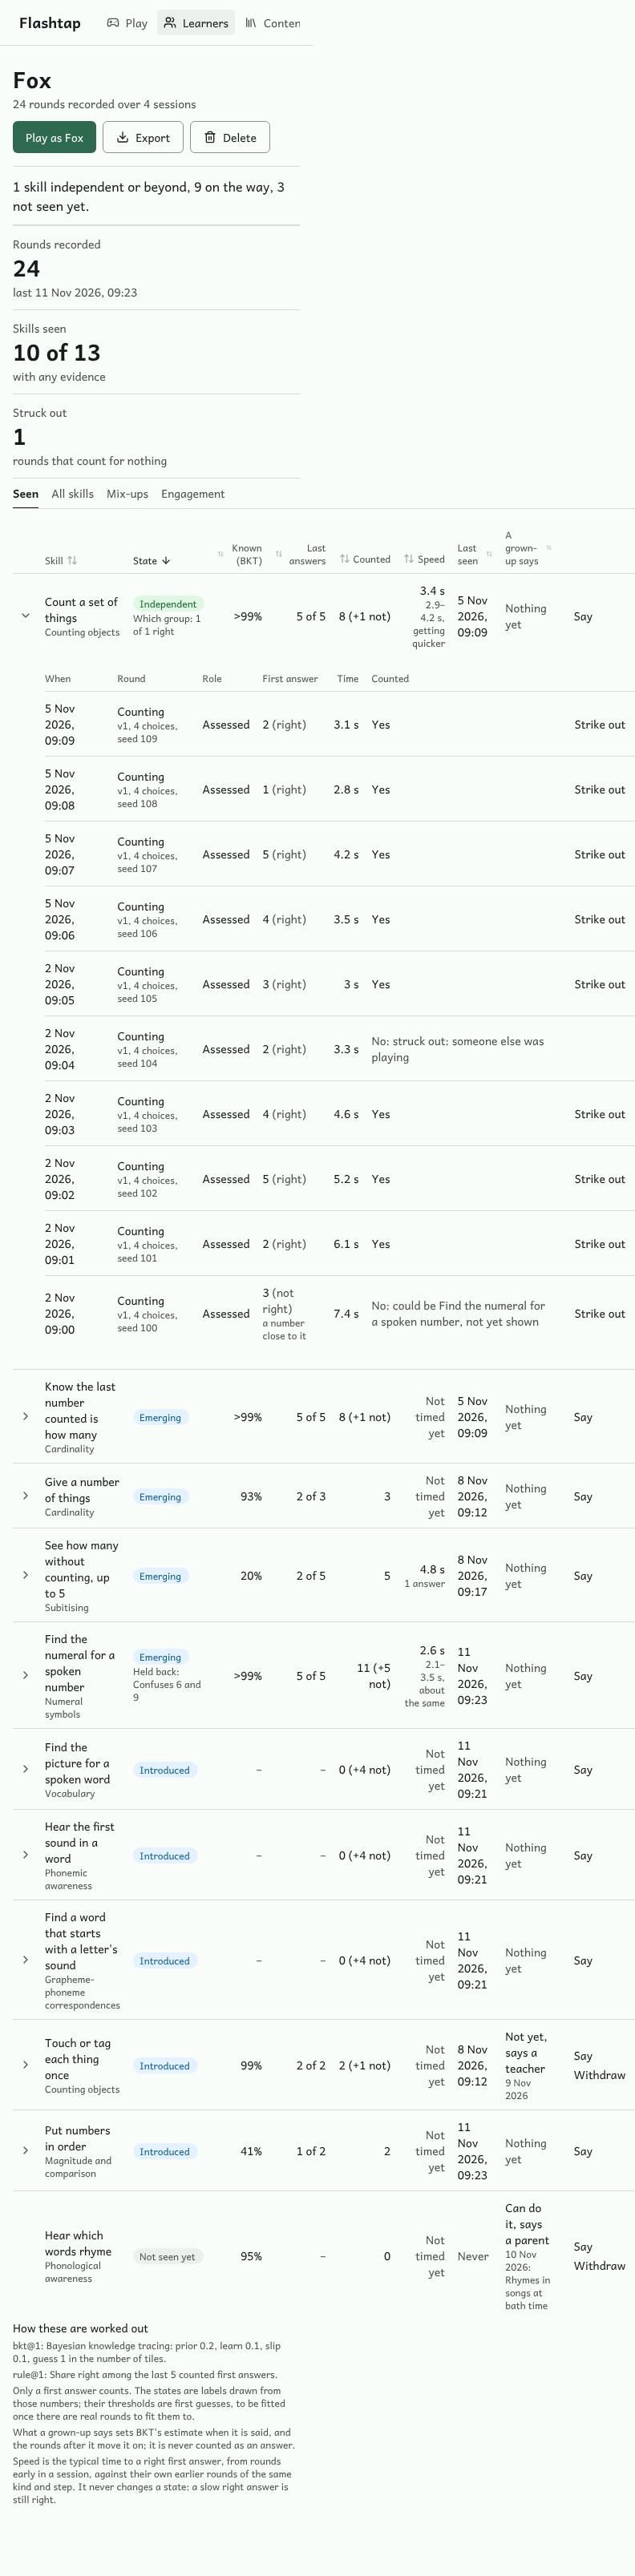 Flashtap Play Learners Conten
Fox
24 rounds recorded over 4 sessions
Play as Fox Export Delete
1 skill independent or beyond, 9 on the way, 3
not seen yet.
Rounds recorded
24
last 11 Nov 2026, 09:23
Skills seen
10 of 13
with any evidence
Struck out
1
rounds that count for nothing
Seen All skills Mix-ups Engagement
Skill State Known (BKT) Last answers Counted Speed Last seen A grown-up says
Count a set of things
Counting objects
Independent
Which group: 1 of 1 right
>99% 5 of 5 8 (+1 not)
3.4 s
2.9–4.2 s, getting quicker
5 Nov 2026, 09:09
Nothing yet
Say
When Round Role First answer Time Counted
5 Nov 2026, 09:09 Counting v1, 4 choices, seed 109 Assessed 2 (right) 3.1 s Yes Strike out
5 Nov 2026, 09:08 Counting v1, 4 choices, seed 108 Assessed 1 (right) 2.8 s Yes Strike out
5 Nov 2026, 09:07 Counting v1, 4 choices, seed 107 Assessed 5 (right) 4.2 s Yes Strike out
5 Nov 2026, 09:06 Counting v1, 4 choices, seed 106 Assessed 4 (right) 3.5 s Yes Strike out
2 Nov 2026, 09:05 Counting v1, 4 choices, seed 105 Assessed 3 (right) 3 s Yes Strike out
2 Nov 2026, 09:04 Counting v1, 4 choices, seed 104 Assessed 2 (right) 3.3 s No: struck out: someone else was playing
2 Nov 2026, 09:03 Counting v1, 4 choices, seed 103 Assessed 4 (right) 4.6 s Yes Strike out
2 Nov 2026, 09:02 Counting v1, 4 choices, seed 102 Assessed 5 (right) 5.2 s Yes Strike out
2 Nov 2026, 09:01 Counting v1, 4 choices, seed 101 Assessed 2 (right) 6.1 s Yes Strike out
2 Nov 2026, 09:00 Counting v1, 4 choices, seed 100 Assessed 3 (not right) a number close to it 7.4 s No: could be Find the numeral for a spoken number, not yet shown Strike out
Know the last number counted is how many
Cardinality
Emerging >99% 5 of 5 8 (+1 not) Not timed yet 5 Nov 2026, 09:09 Nothing yet Say
Give a number of things
Cardinality
Emerging 93% 2 of 3 3 Not timed yet 8 Nov 2026, 09:12 Nothing yet Say
See how many without counting, up to 5
Subitising
Emerging 20% 2 of 5 5 4.8 s 1 answer 8 Nov 2026, 09:17 Nothing yet Say
Find the numeral for a spoken number
Numeral symbols
Emerging
Held back: Confuses 6 and 9
>99% 5 of 5 11 (+5 not) 2.6 s 2.1–3.5 s, about the same 11 Nov 2026, 09:23 Nothing yet Say
Find the picture for a spoken word
Vocabulary
Introduced – – 0 (+4 not) Not timed yet 11 Nov 2026, 09:21 Nothing yet Say
Hear the first sound in a word
Phonemic awareness
Introduced – – 0 (+4 not) Not timed yet 11 Nov 2026, 09:21 Nothing yet Say
Find a word that starts with a letter's sound
Grapheme-phoneme correspondences
Introduced – – 0 (+4 not) Not timed yet 11 Nov 2026, 09:21 Nothing yet Say
Touch or tag each thing once
Counting objects
Introduced 99% 2 of 2 2 (+1 not) Not timed yet 8 Nov 2026, 09:12 Not yet, says a teacher 9 Nov 2026 Say Withdraw
Put numbers in order
Magnitude and comparison
Introduced 41% 1 of 2 2 Not timed yet 11 Nov 2026, 09:23 Nothing yet Say
Hear which words rhyme
Phonological awareness
Not seen yet 95% – 0 Not timed yet Never Can do it, says a parent 10 Nov 2026: Rhymes in songs at bath time Say Withdraw
How these are worked out
bkt@1: Bayesian knowledge tracing: prior 0.2, learn 0.1, slip
0.1, guess 1 in the number of tiles.
rule@1: Share right among the last 5 counted first answers.
Only a first answer counts. The states are labels drawn from
those numbers; their thresholds are first guesses, to be fitted
once there are real rounds to fit them to.
What a grown-up says sets BKT's estimate when it is said, and
the rounds after it move it on; it is never counted as an answer.
Speed is the typical time to a right first answer, from rounds
early in a session, against their own earlier rounds of the same
kind and step. It never changes a state: a slow right answer is
still right.